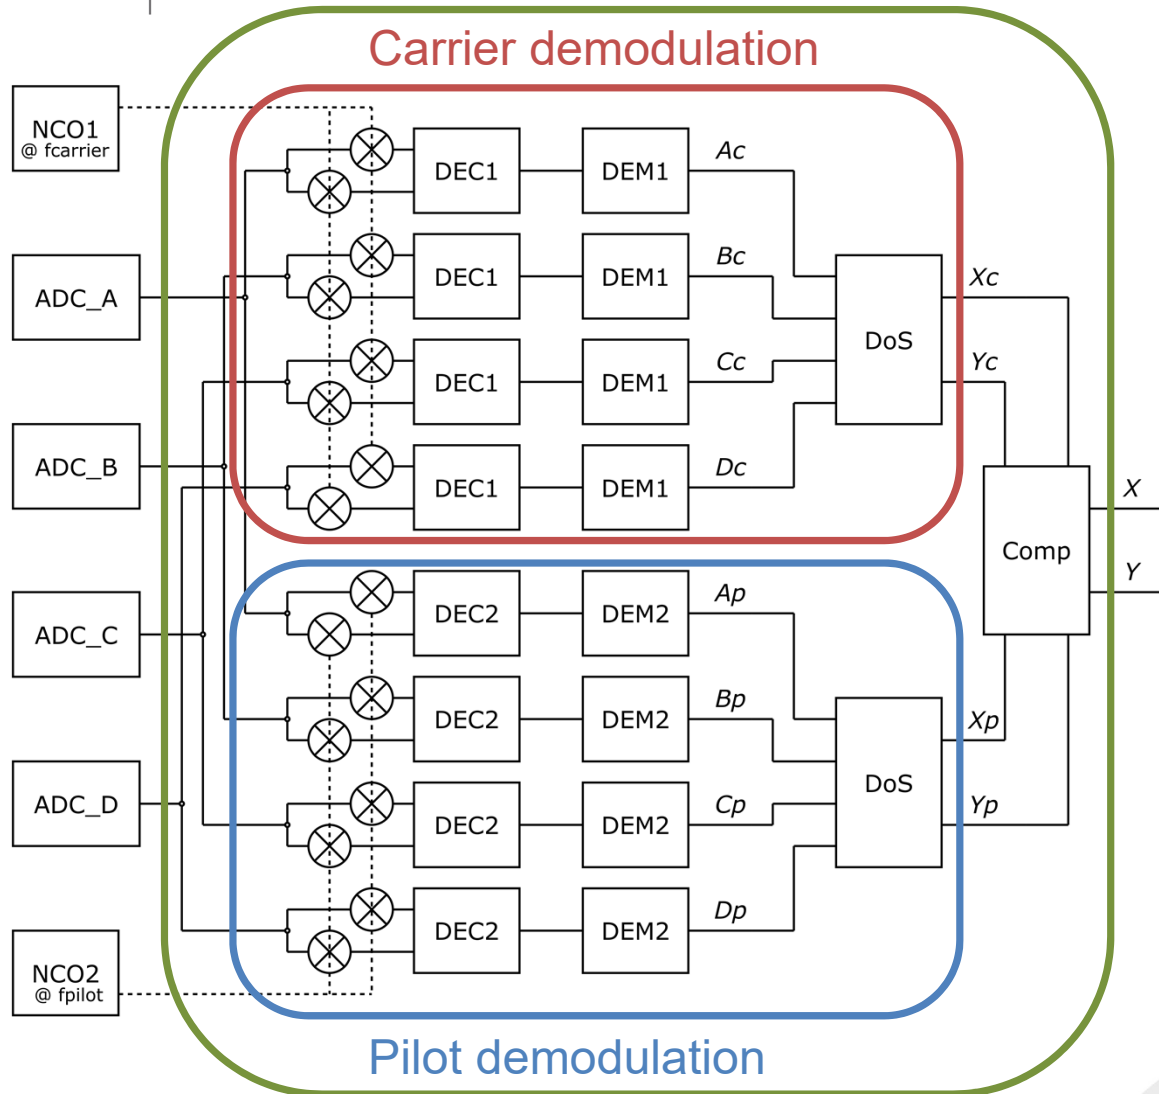 Carrier demodulation
NCO1
@ fcarrier
DEC1
DEM1
Ac
ADC_A
DEC1
DEM1
Bc
DoS
Xc
DEC1
DEM1
Cc
Yc
ADC_B
DEC1
DEM1
Dc
X
Comp
Y
ADC_C
DEC2
DEM2
Ap
DEC2
DEM2
Bp
Xp
ADC_D
DEC2
DEM2
Cp
DoS
Yp
DEC2
DEM2
Dp
NCO2
@ fpilot
Pilot demodulation